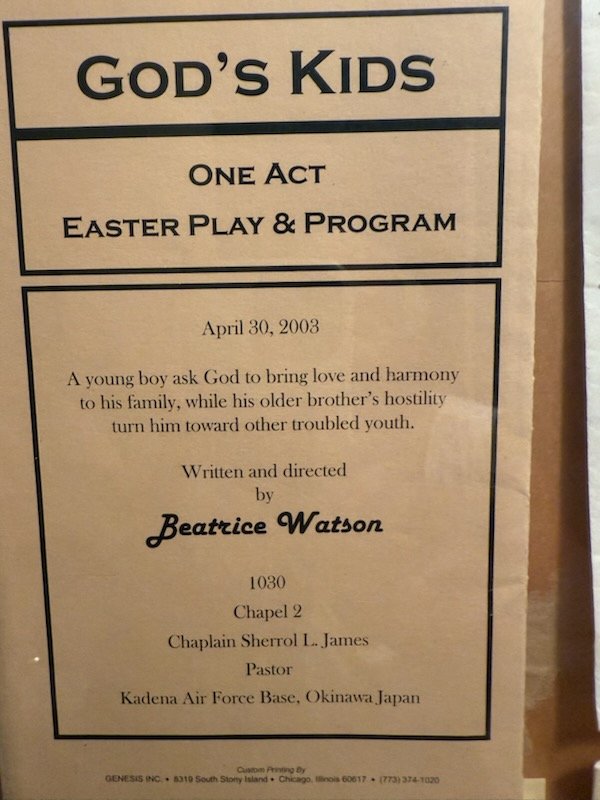 GOD'S KIDS
ONE ACT
EASTER PLAY & PROGRAM
April 30, 2003
A young boy ask God to bring love and harmony
to his family, while his older brother's hostility
turn him toward other troubled youth.
Written and directed
by
Beatrice Watson
1030
Chapel 2
Chaplain Sherrol L. James
Pastor
Kadena Air Force Base, Okinawa Japan
Custom Printing By
GENESIS INC. • 8319 South Stony Island • Chicago, Illinois 60617 • (773) 374-1020